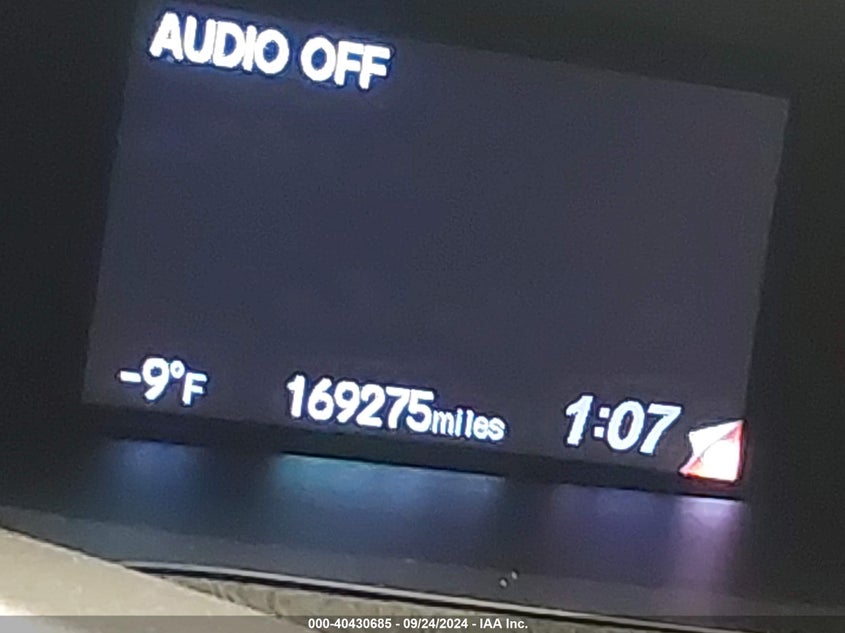 AUDIO OFF
-9°F 169275miles 1:07
000-40430685 - 09/24/2024 - IAA Inc.